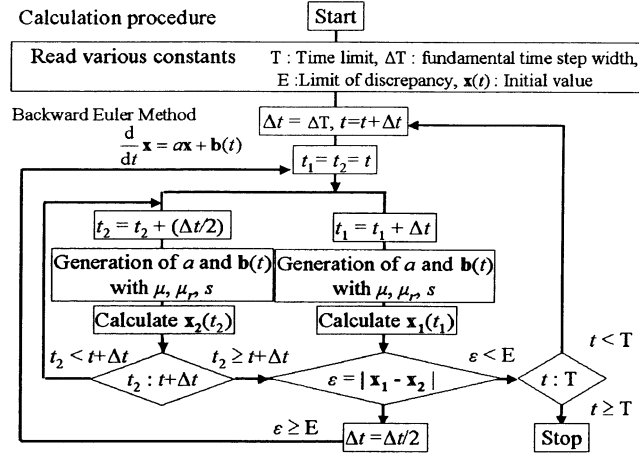 Calculation procedure
Start
Read various constants
T : Time limit, ΔT : fundamental time step width,
E :Limit of discrepancy, x(t) : Initial value
Backward Euler Method
d/dt x = ax + b(t)
Δt = ΔT, t=t+Δt
t₁= t₂= t
t₂ = t₂ + (Δt/2)
t₁ = t₁ + Δt
Generation of a and b(t)
with μ, μᵣ, s
Generation of a and b(t)
with μ, μᵣ, s
Calculate x₂(t₂)
Calculate x₁(t₁)
t₂ < t+Δt
t₂ : t+Δt
t₂ ≥ t+Δt
ε = | x₁ - x₂ |
ε < E
t : T
t < T
t ≥ T
ε ≥ E
Δt =Δt/2
Stop